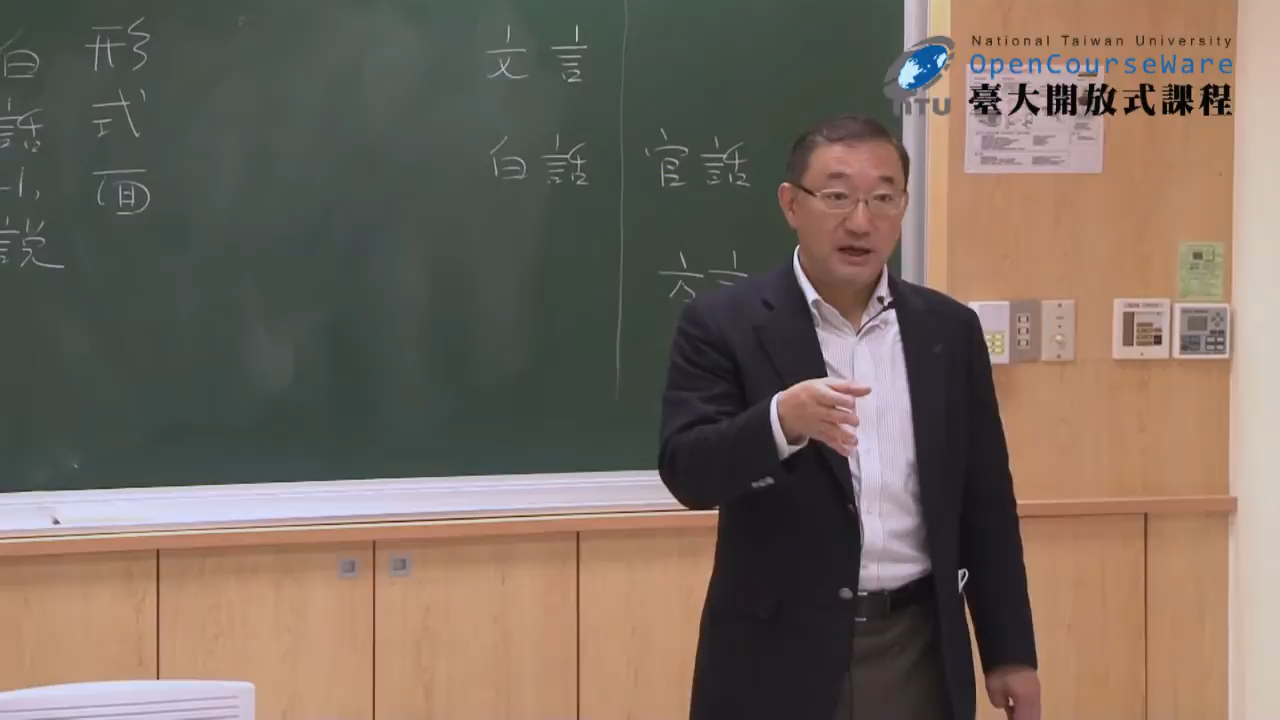 National Taiwan University
OpenCourseWare
臺大開放式課程
NTU
形式面
白話小說
文言
白話
官話